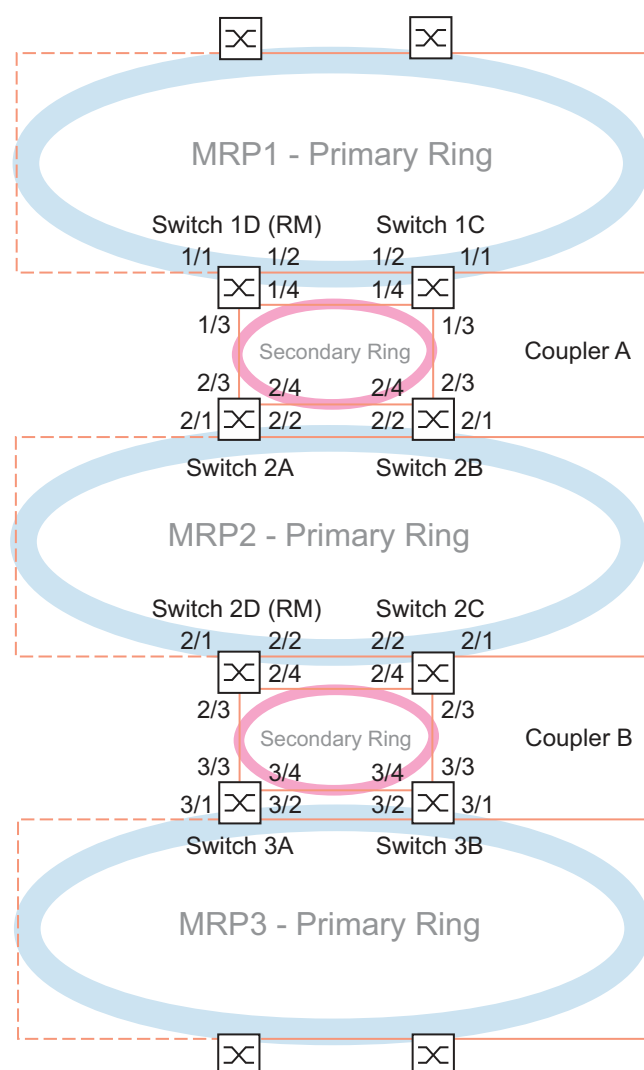 MRP1 - Primary Ring
Switch 1D (RM) Switch 1C
1/1 1/2 1/2 1/1
1/4 1/4
1/3 1/3
Secondary Ring Coupler A
2/3 2/4 2/4 2/3
2/1 2/2 2/2 2/1
Switch 2A Switch 2B
MRP2 - Primary Ring
Switch 2D (RM) Switch 2C
2/1 2/2 2/2 2/1
2/4 2/4
2/3 2/3
Secondary Ring Coupler B
3/3 3/4 3/4 3/3
3/1 3/2 3/2 3/1
Switch 3A Switch 3B
MRP3 - Primary Ring